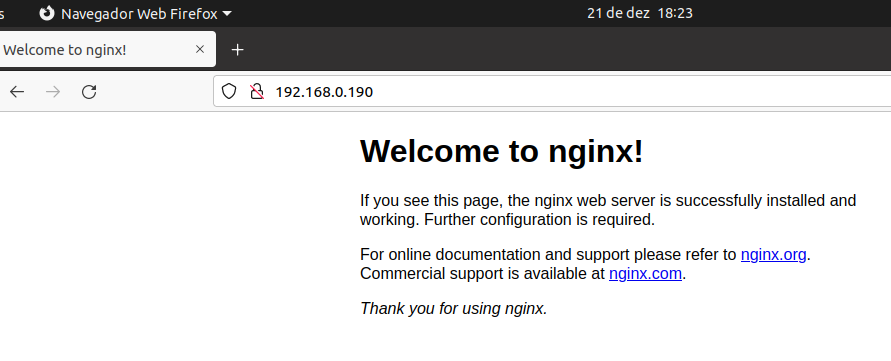 s Navegador Web Firefox 21 de dez 18:23
Welcome to nginx!
192.168.0.190
Welcome to nginx!
If you see this page, the nginx web server is successfully installed and
working. Further configuration is required.
For online documentation and support please refer to nginx.org.
Commercial support is available at nginx.com.
Thank you for using nginx.